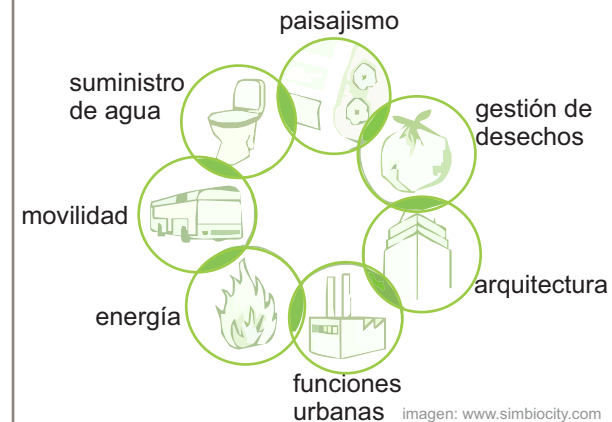 paisajismo
suministro
de agua
gestión de
desechos
movilidad
arquitectura
energía
funciones
urbanas
imagen: www.simbiocity.com